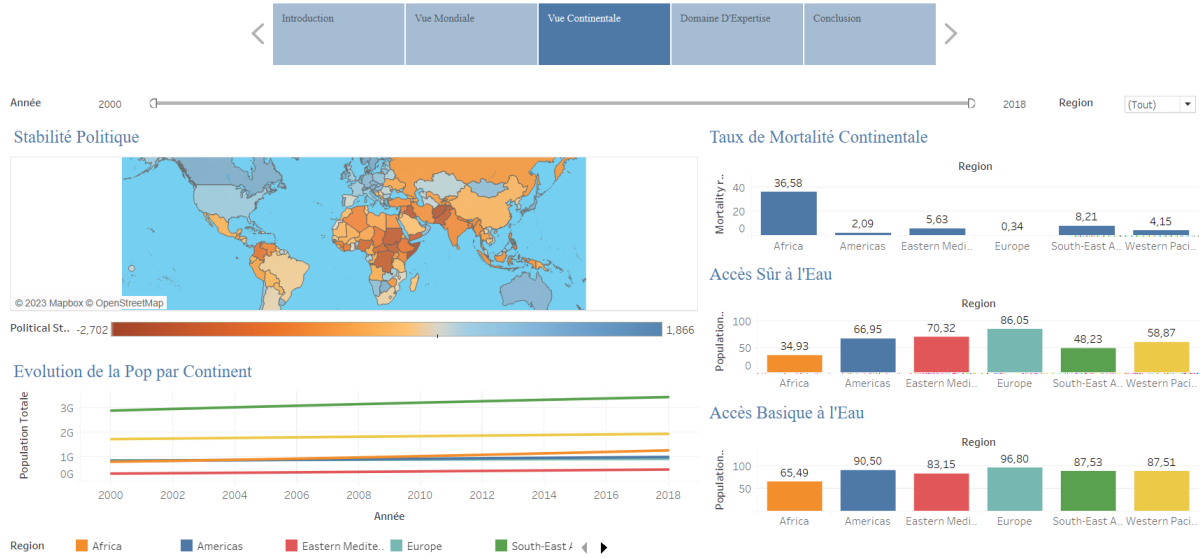 Introduction
Vue Mondiale
Vue Continentale
Domaine D'Expertise
Conclusion
Année 2000 2018 Region (Tout)
Stabilité Politique
© 2023 Mapbox © OpenStreetMap
Political St.. -2,702 1,866
Evolution de la Pop par Continent
Population Totale
3G
2G
1G
0G
2000 2002 2004 2006 2008 2010 2012 2014 2016 2018
Année
Region Africa Americas Eastern Medite.. Europe South-East A
Taux de Mortalité Continentale
Region
Mortality r..
40
20
0
36,58 2,09 5,63 0,34 8,21 4,15
Africa Americas Eastern Medi.. Europe South-East A.. Western Paci..
Accès Sûr à l'Eau
Region
Population..
100
50
0
34,93 66,95 70,32 86,05 48,23 58,87
Africa Americas Eastern Medi.. Europe South-East A.. Western Paci..
Accès Basique à l'Eau
Region
Population..
100
50
65,49 90,50 83,15 96,80 87,53 87,51
Africa Americas Eastern Medi.. Europe South-East A.. Western Paci..